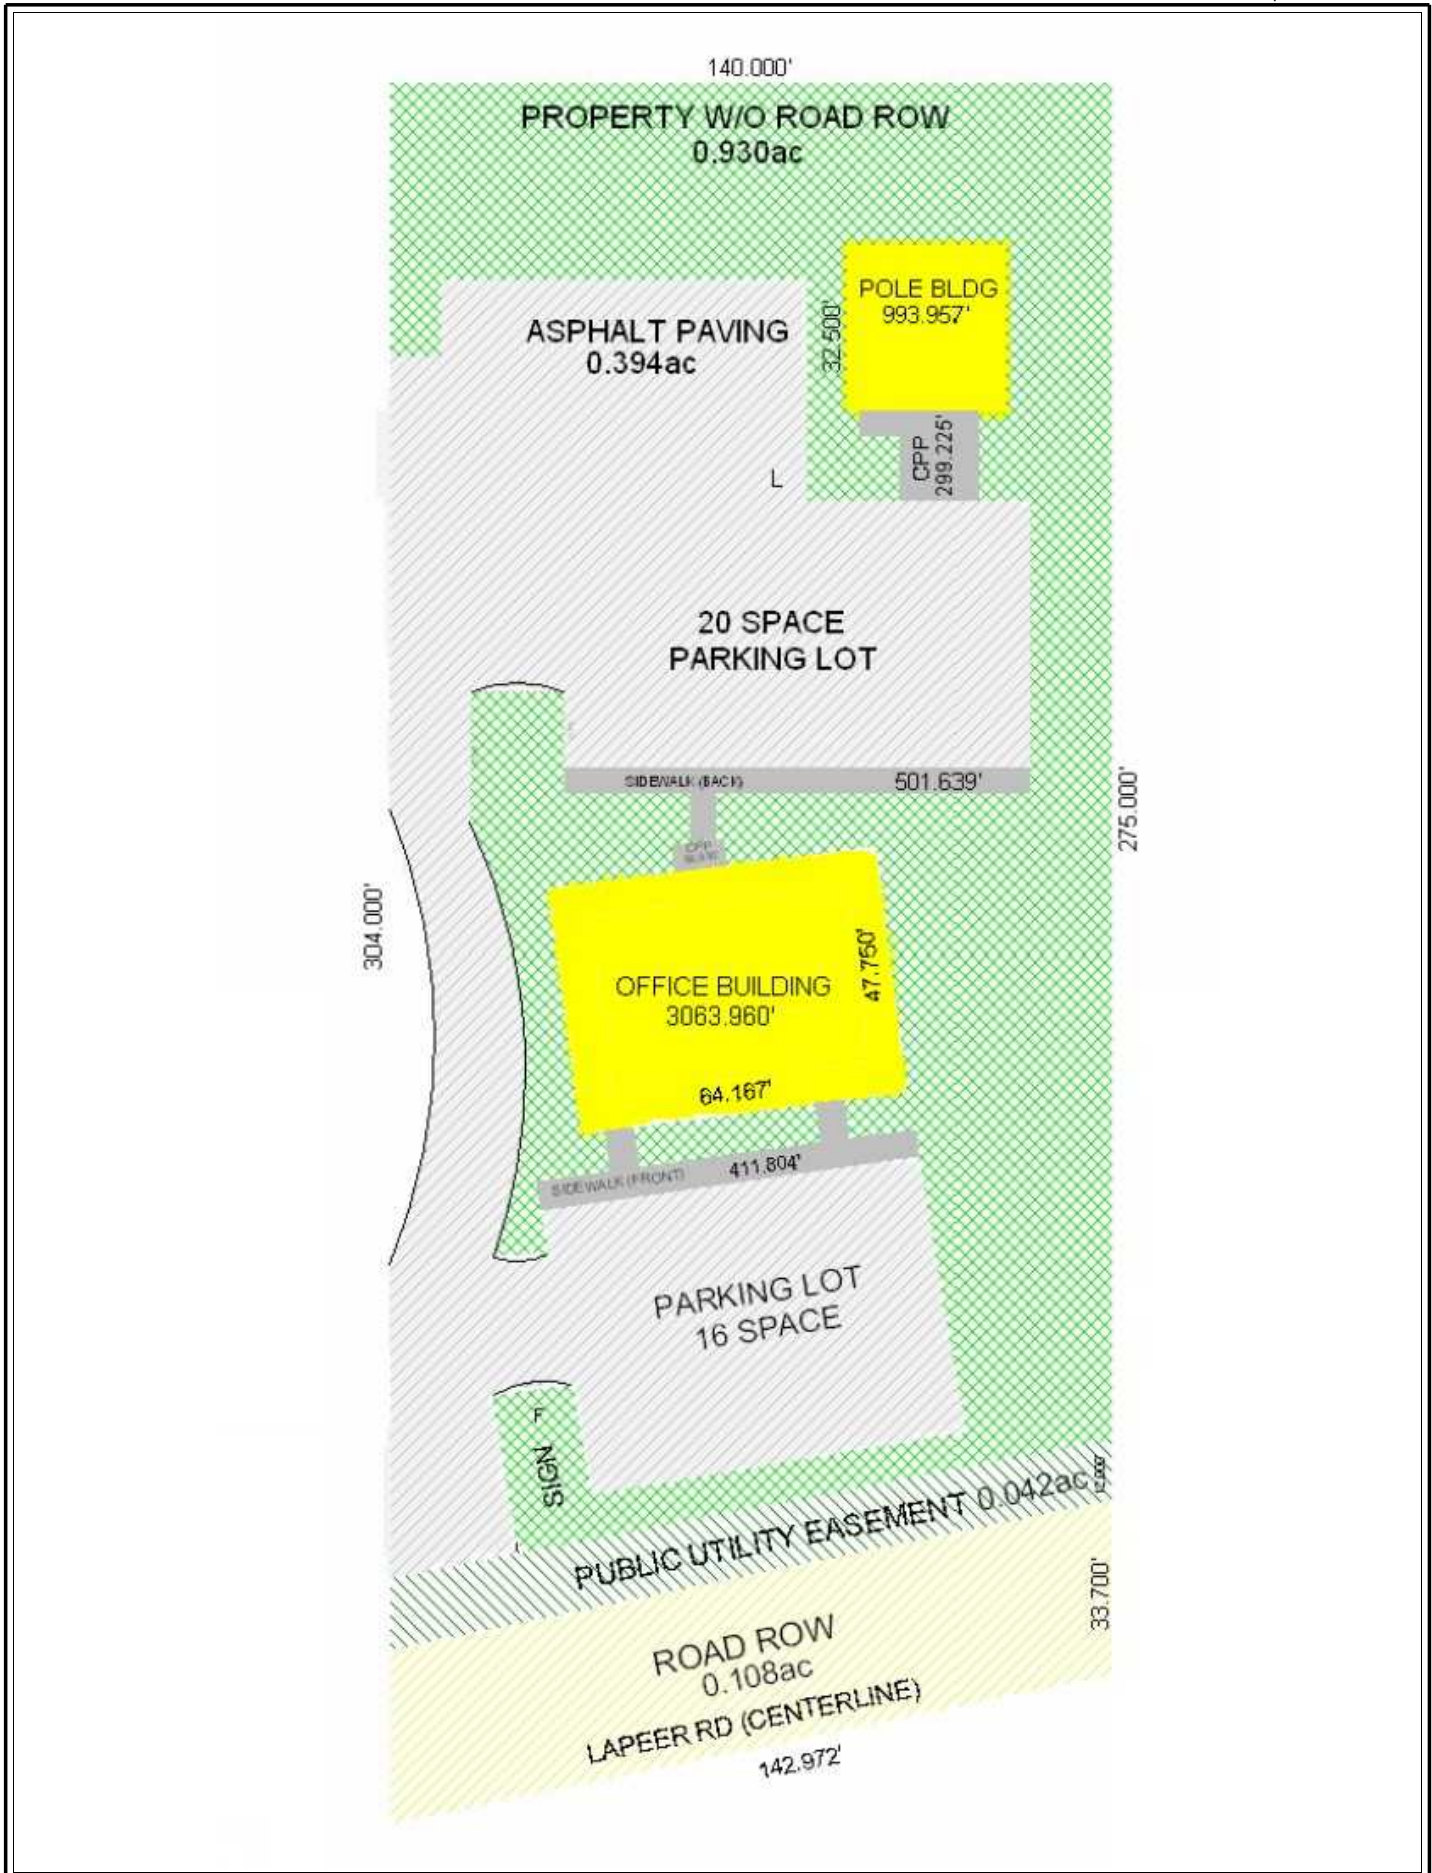 140.000'
PROPERTY W/O ROAD ROW
0.930ac
POLE BLDG
993.957'
32.500'
ASPHALT PAVING
0.394ac
CPP
299.225'
L
20 SPACE
PARKING LOT
SIDEWALK (BACK)
501.639'
275.000'
CPP
304.000'
47.750'
OFFICE BUILDING
3063.960'
64.167'
SIDEWALK (FRONT)
411.804'
PARKING LOT
16 SPACE
F
SIGN
PUBLIC UTILITY EASEMENT 0.042ac
33.700'
ROAD ROW
0.108ac
LAPEER RD (CENTERLINE)
142.972'